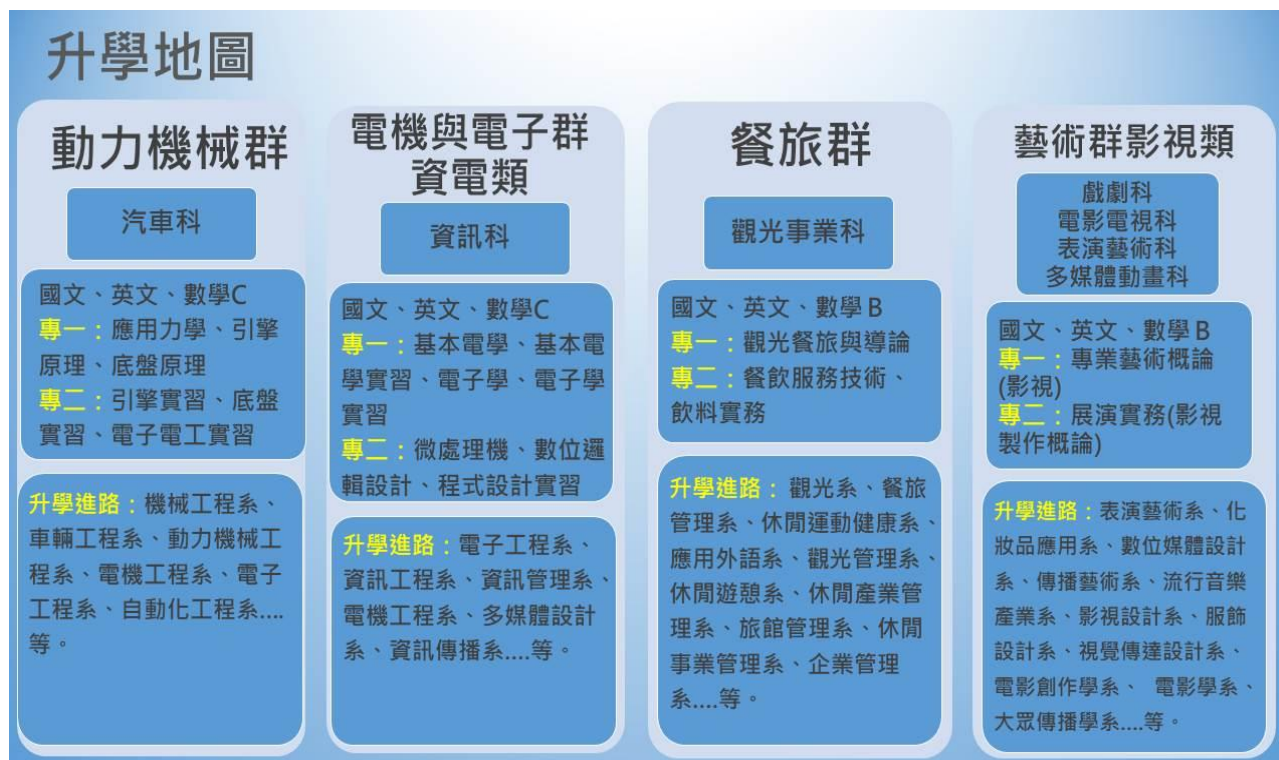 升學地圖
動力機械群
汽車科
國文、英文、數學C
專一：應用力學、引擎
原理、底盤原理
專二：引擎實習、底盤
實習、電子電工實習
升學進路：機械工程系、
車輛工程系、動力機械工
程系、電機工程系、電子
工程系、自動化工程系....
等。
電機與電子群
資電類
資訊科
國文、英文、數學C
專一：基本電學、基本電
學實習、電子學、電子學
實習
專二：微處理機、數位邏
輯設計、程式設計實習
升學進路：電子工程系、
資訊工程系、資訊管理系、
電機工程系、多媒體設計
系、資訊傳播系....等。
餐旅群
觀光事業科
國文、英文、數學 B
專一：觀光餐旅與導論
專二：餐飲服務技術、
飲料實務
升學進路： 觀光系、餐旅
管理系、休閒運動健康系、
應用外語系、觀光管理系、
休閒遊憩系、休閒產業管
理系、旅館管理系、休閒
事業管理系、企業管理
系....等。
藝術群影視類
戲劇科
電影電視科
表演藝術科
多媒體動畫科
國文、英文、數學 B
專一：專業藝術概論
(影視)
專二：展演實務(影視
製作概論)
升學進路：表演藝術系、化
妝品應用系、數位媒體設計
系、傳播藝術系、流行音樂
產業系、影視設計系、服飾
設計系、視覺傳達設計系、
電影創作學系、 電影學系、
大眾傳播學系....等。